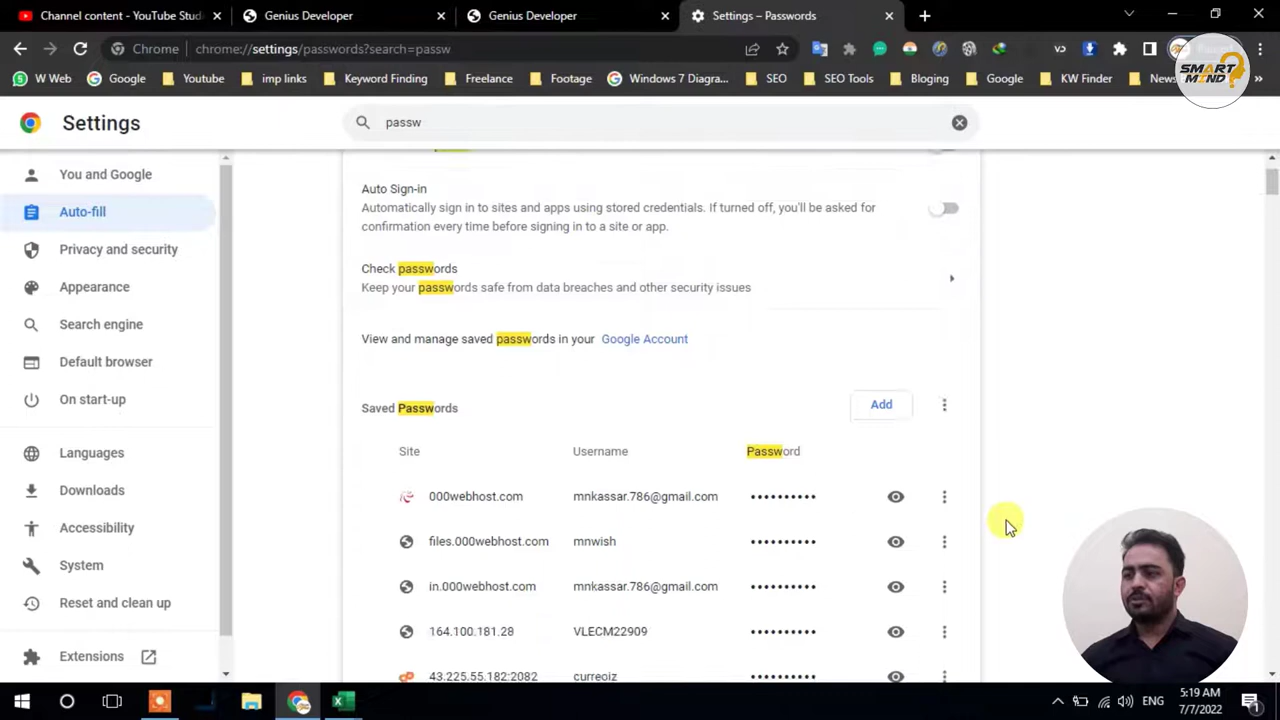 Channel content - YouTube Stud
Genius Developer
Genius Developer
Settings – Passwords
Chrome
chrome://settings/passwords?search=passw
W Web
Google
Youtube
imp links
Keyword Finding
Footage
Windows 7 Diagra...
SEO
SEO Tools
Bloging
Google
KW Finder
SMART
MIND
Settings
passw
You and Google
Auto-fill
Privacy and security
Appearance
Search engine
Default browser
On start-up
Languages
Downloads
Accessibility
System
Reset and clean up
Extensions
Auto Sign-in
Automatically sign in to sites and apps using stored credentials. If turned off, you'll be asked for
confirmation every time before signing in to a site or app.
Check passwords
Keep your passwords safe from data breaches and other security issues
View and manage saved passwords in your Google Account
Saved Passwords
Add
Site Username Password
000webhost.com mnkassar.786@gmail.com ••••••••••
files.000webhost.com mnwish ••••••••••
in.000webhost.com mnkassar.786@gmail.com ••••••••••
164.100.181.28 VLECM22909 ••••••••••
43.225.55.182:2082 curreoiz ••••••••••
ENG
5:19 AM
7/7/2022